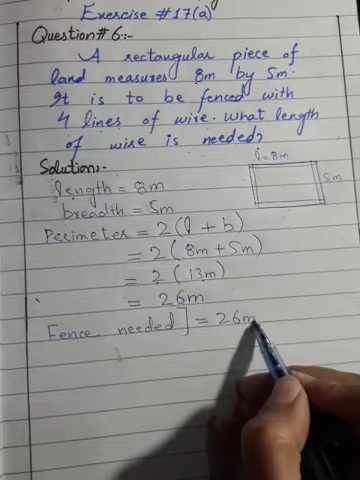 Exercise #17(a)
Question# 6:-
A rectangular piece of
land measures 8m by 5m.
It is to be fenced with
4 lines of wire. What length
of wire is needed?
Solution:-
l=8m
length = 8m
5m
breadth = 5m
Perimeter = 2(l+b)
= 2(8m+5m)
= 2(13m)
= 26m
Fence needed] = 26m